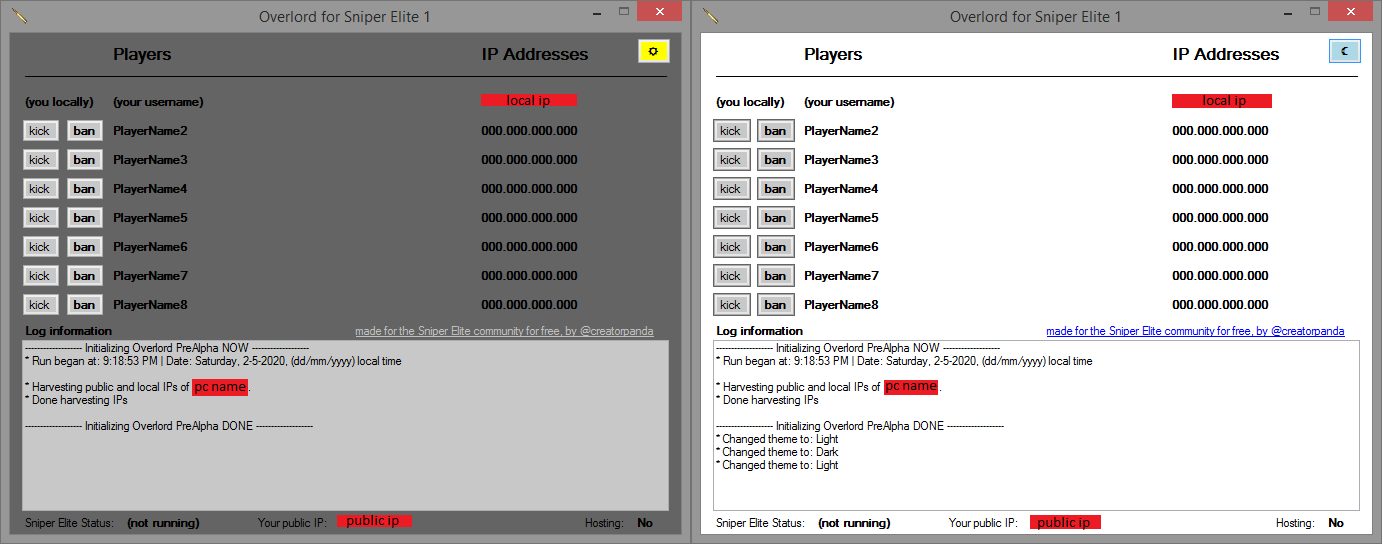 Overlord for Sniper Elite 1
Players IP Addresses
(you locally) (your username) local ip
kick ban PlayerName2 000.000.000.000
kick ban PlayerName3 000.000.000.000
kick ban PlayerName4 000.000.000.000
kick ban PlayerName5 000.000.000.000
kick ban PlayerName6 000.000.000.000
kick ban PlayerName7 000.000.000.000
kick ban PlayerName8 000.000.000.000
Log information made for the Sniper Elite community for free, by @creatorpanda
------------------- Initializing Overlord PreAlpha NOW -------------------
* Run began at: 9:18:53 PM | Date: Saturday, 2-5-2020, (dd/mm/yyyy) local time
* Harvesting public and local IPs of pc name.
* Done harvesting IPs
------------------- Initializing Overlord PreAlpha DONE -------------------
Sniper Elite Status: (not running) Your public IP: public ip Hosting: No
Overlord for Sniper Elite 1
Players IP Addresses
(you locally) (your username) local ip
kick ban PlayerName2 000.000.000.000
kick ban PlayerName3 000.000.000.000
kick ban PlayerName4 000.000.000.000
kick ban PlayerName5 000.000.000.000
kick ban PlayerName6 000.000.000.000
kick ban PlayerName7 000.000.000.000
kick ban PlayerName8 000.000.000.000
Log information made for the Sniper Elite community for free, by @creatorpanda
------------------- Initializing Overlord PreAlpha NOW -------------------
* Run began at: 9:18:53 PM | Date: Saturday, 2-5-2020, (dd/mm/yyyy) local time
* Harvesting public and local IPs of pc name.
* Done harvesting IPs
------------------- Initializing Overlord PreAlpha DONE -------------------
* Changed theme to: Light
* Changed theme to: Dark
* Changed theme to: Light
Sniper Elite Status: (not running) Your public IP: public ip Hosting: No